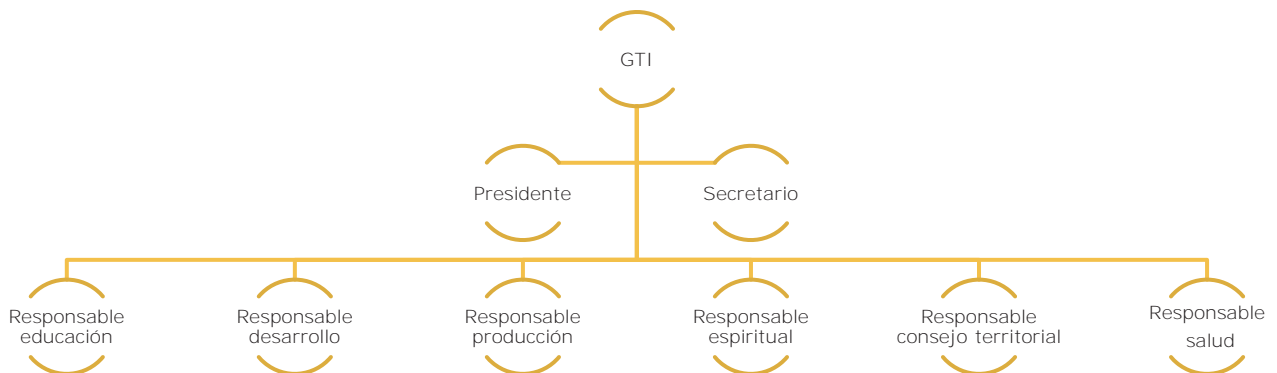 GTI
Presidente
Secretario
Responsable
educación
Responsable
desarrollo
Responsable
producción
Responsable
espiritual
Responsable
consejo territorial
Responsable
salud